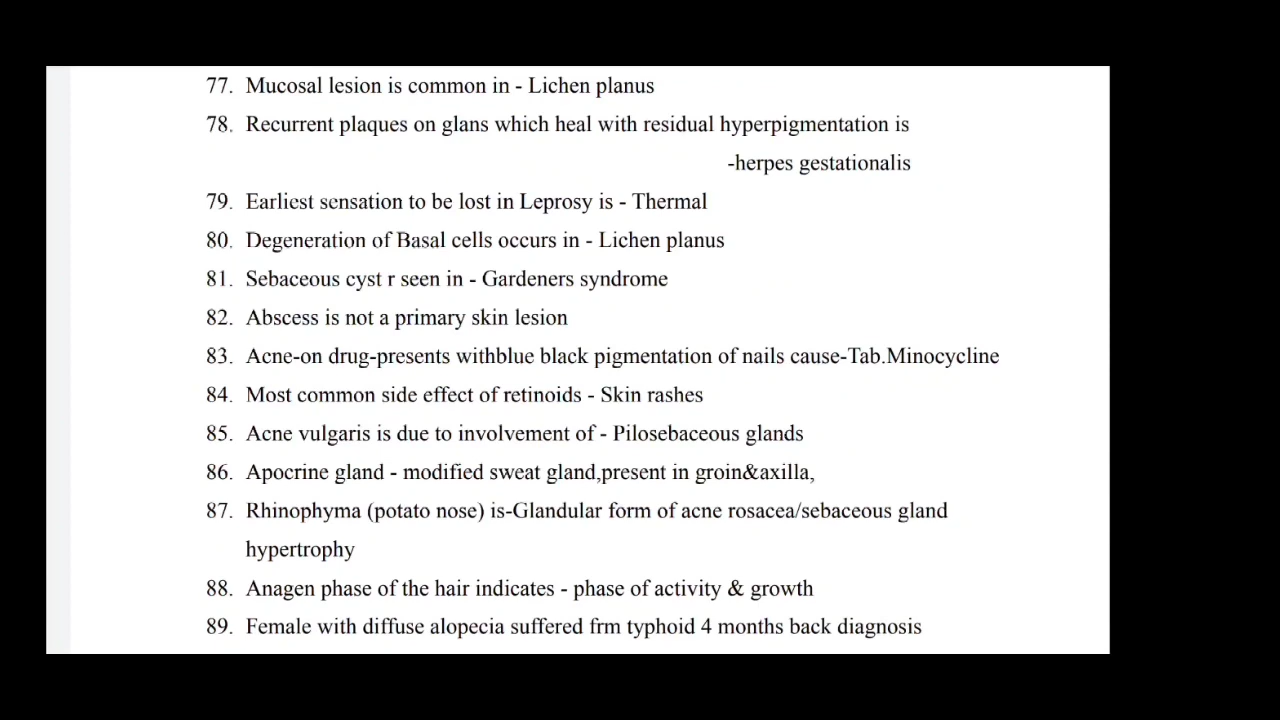 77. Mucosal lesion is common in - Lichen planus
78. Recurrent plaques on glans which heal with residual hyperpigmentation is
-herpes gestationalis
79. Earliest sensation to be lost in Leprosy is - Thermal
80. Degeneration of Basal cells occurs in - Lichen planus
81. Sebaceous cyst r seen in - Gardeners syndrome
82. Abscess is not a primary skin lesion
83. Acne-on drug-presents withblue black pigmentation of nails cause-Tab.Minocycline
84. Most common side effect of retinoids - Skin rashes
85. Acne vulgaris is due to involvement of - Pilosebaceous glands
86. Apocrine gland - modified sweat gland,present in groin&axilla,
87. Rhinophyma (potato nose) is-Glandular form of acne rosacea/sebaceous gland
hypertrophy
88. Anagen phase of the hair indicates - phase of activity & growth
89. Female with diffuse alopecia suffered frm typhoid 4 months back diagnosis